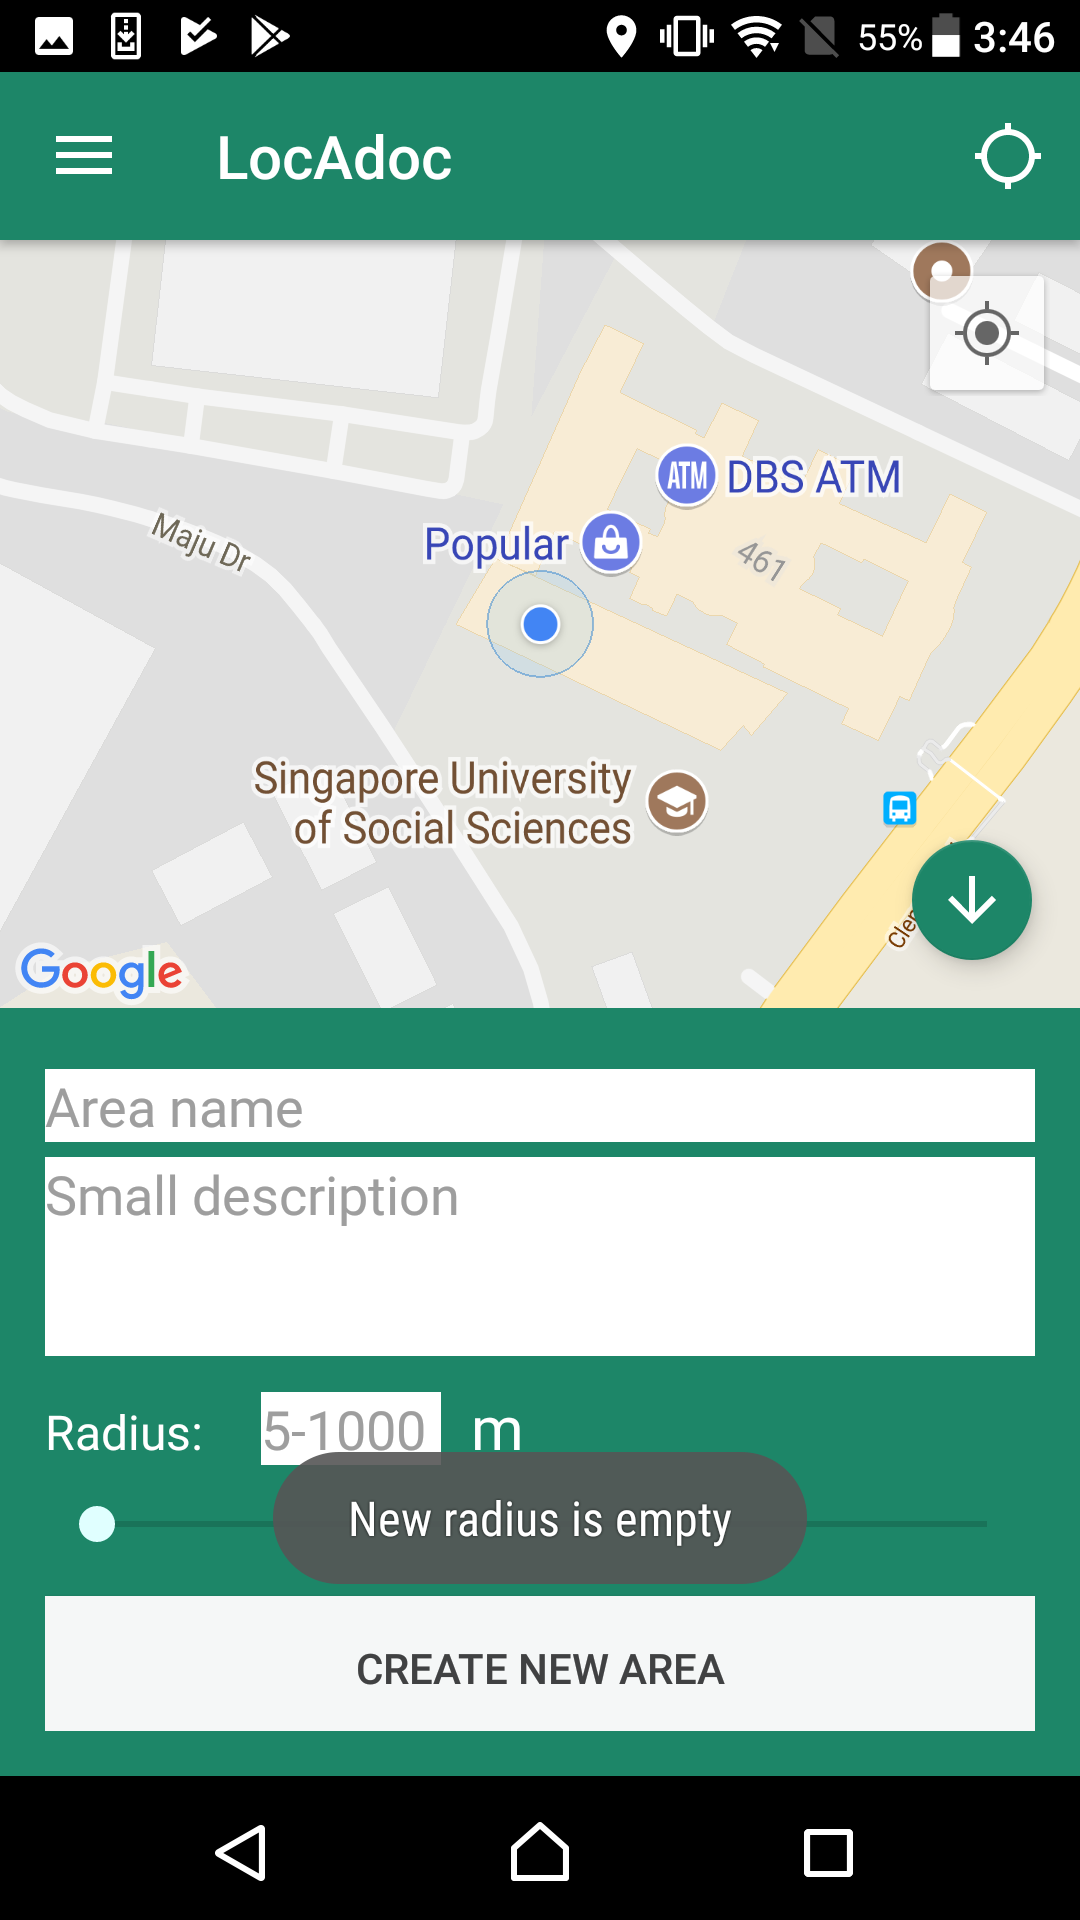 55% 3:46
LocAdoc
ATM DBS ATM
Popular
461
Maju Dr
Singapore University
of Social Sciences
Google
Area name
Small description
Radius: 5-1000 m
New radius is empty
CREATE NEW AREA